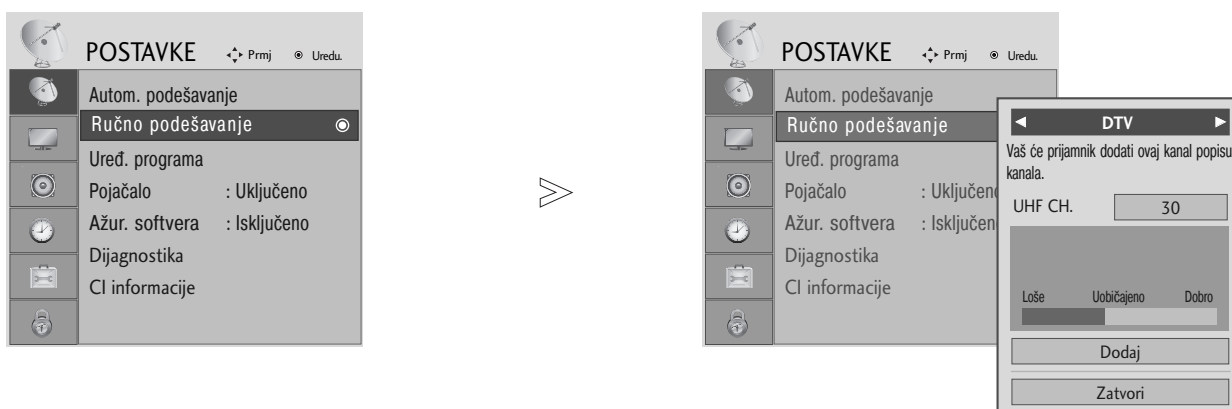 POSTAVKE Prmj Uredu.
Autom. podešavanje
Ručno podešavanje
Uređ. programa
Pojačalo : Uključeno
Ažur. softvera : Isključeno
Dijagnostika
CI informacije
POSTAVKE Prmj Uredu.
Autom. podešavanje
Ručno podešavanje
Uređ. programa
Pojačalo : Uključeno
Ažur. softvera : Isključen
Dijagnostika
CI informacije
DTV
Vaš će prijamnik dodati ovaj kanal popisu
kanala.
UHF CH. 30
Loše Uobičajeno Dobro
Dodaj
Zatvori